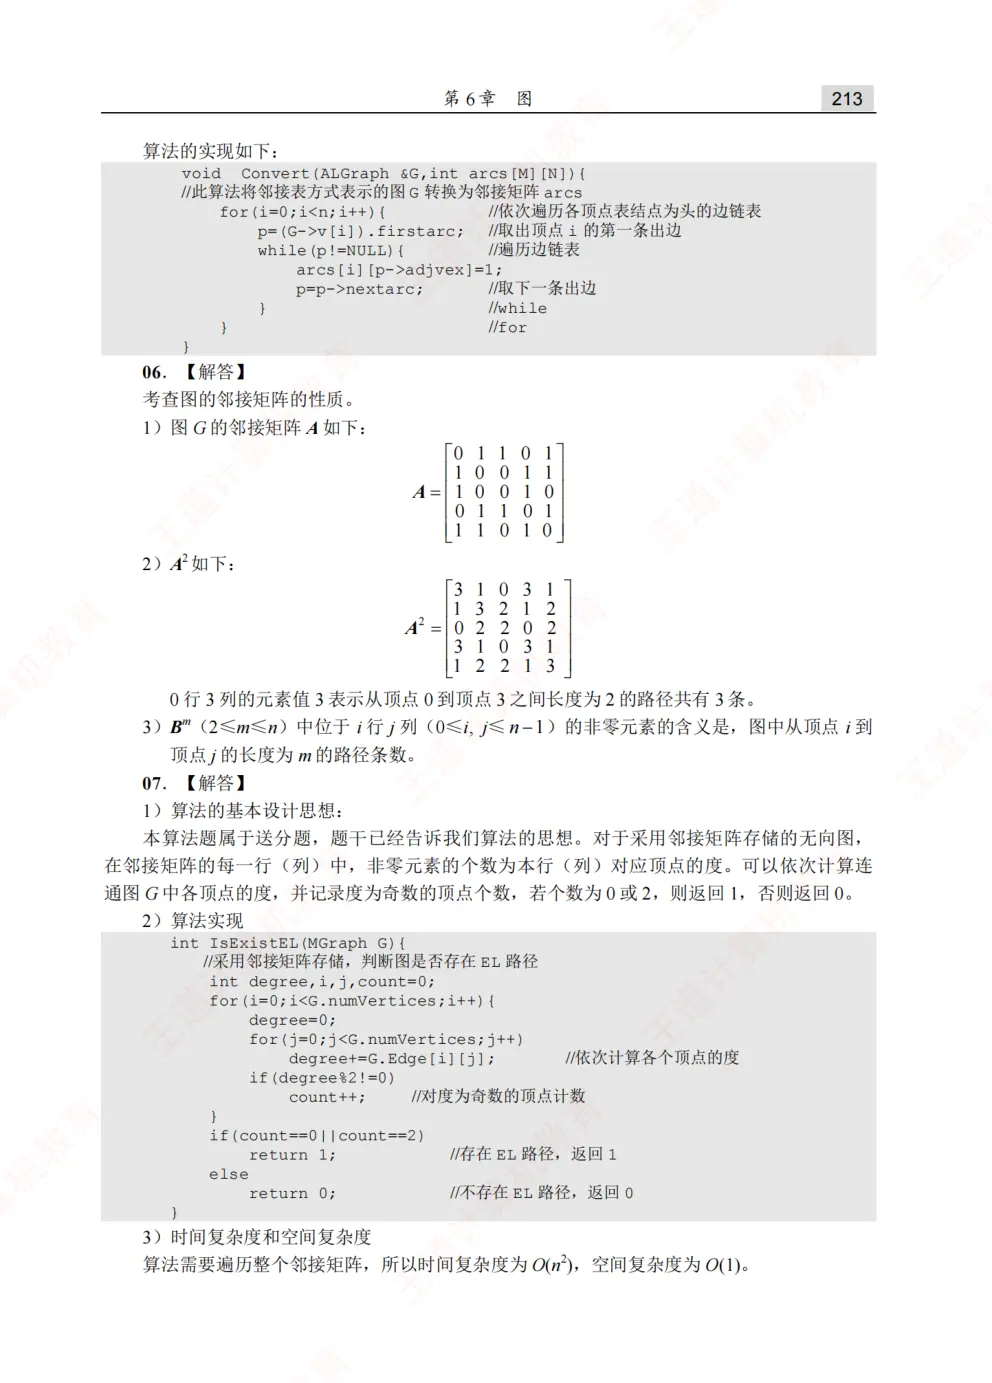 第 6 章　图
213
算法的实现如下：
void  Convert(ALGraph &G,int arcs[M][N]){
//此算法将邻接表方式表示的图 G 转换为邻接矩阵 arcs
for(i=0;i<n;i++){ //依次遍历各顶点表结点为头的边链表
p=(G->v[i]).firstarc; //取出顶点 i 的第一条出边
while(p!=NULL){ //遍历边链表
arcs[i][p->adjvex]=1;
p=p->nextarc; //取下一条出边
} //while
} //for
}
06. 【解答】
考查图的邻接矩阵的性质。
1）图 G 的邻接矩阵 A 如下：
0 1 1 0 1
1 0 0 1 1
A = 1 0 0 1 0
0 1 1 0 1
1 1 0 1 0
2）A² 如下：
3 1 0 3 1
1 3 2 1 2
A² = 0 2 2 0 2
3 1 0 3 1
1 2 2 1 3
0 行 3 列的元素值 3 表示从顶点 0 到顶点 3 之间长度为 2 的路径共有 3 条。
3）Bᵐ（2≤m≤n）中位于 i 行 j 列（0≤i, j≤ n−1）的非零元素的含义是，图中从顶点 i 到
顶点 j 的长度为 m 的路径条数。
07. 【解答】
1）算法的基本设计思想：
本算法题属于送分题，题干已经告诉我们算法的思想。对于采用邻接矩阵存储的无向图，
在邻接矩阵的每一行（列）中，非零元素的个数为本行（列）对应顶点的度。可以依次计算连
通图 G 中各顶点的度，并记录度为奇数的顶点个数，若个数为 0 或 2，则返回 1，否则返回 0。
2）算法实现
int IsExistEL(MGraph G){
//采用邻接矩阵存储，判断图是否存在 EL 路径
int degree,i,j,count=0;
for(i=0;i<G.numVertices;i++){
degree=0;
for(j=0;j<G.numVertices;j++)
degree+=G.Edge[i][j]; //依次计算各个顶点的度
if(degree%2!=0)
count++; //对度为奇数的顶点计数
}
if(count==0||count==2)
return 1; //存在 EL 路径，返回 1
else
return 0; //不存在 EL 路径，返回 0
}
3）时间复杂度和空间复杂度
算法需要遍历整个邻接矩阵，所以时间复杂度为 O(n²)，空间复杂度为 O(1)。
王道计算机教育